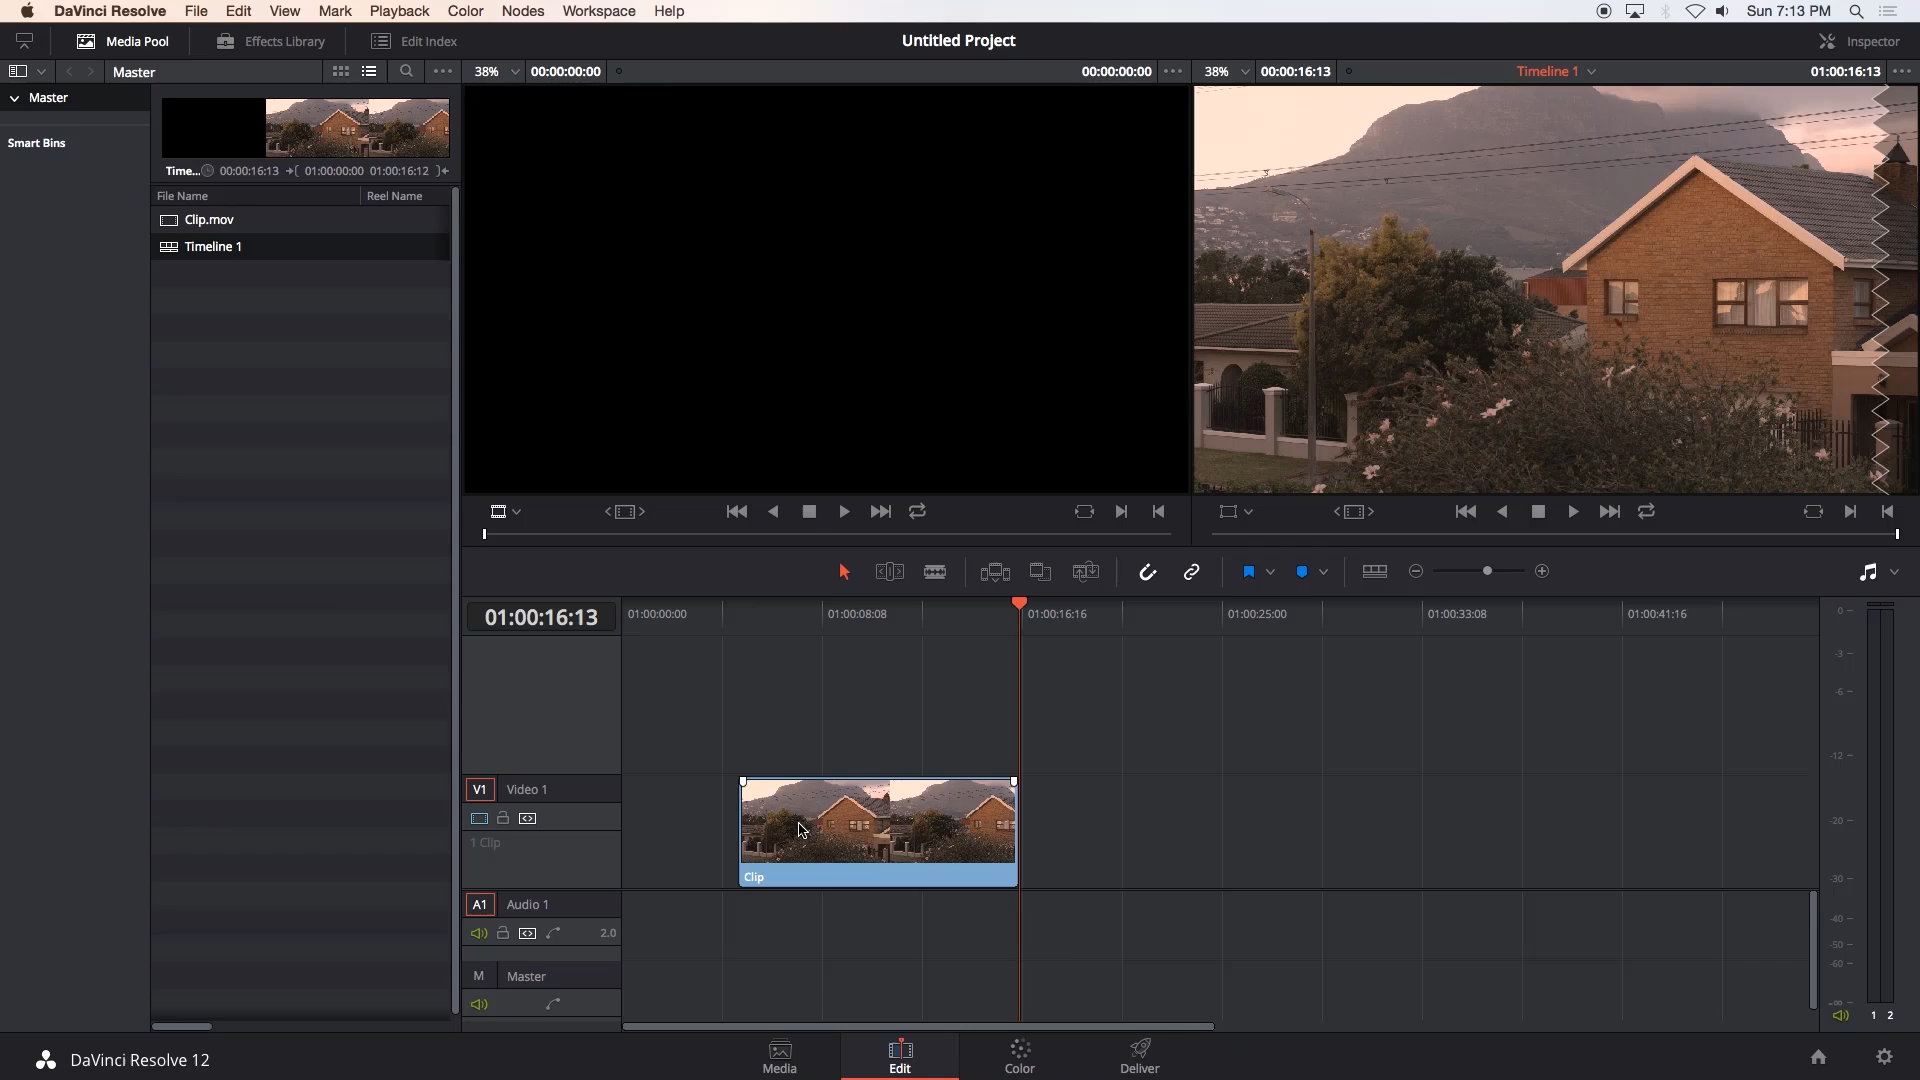 DaVinci Resolve File Edit View Mark Playback Color Nodes Workspace Help Sun 7:13 PM
Media Pool Effects Library Edit Index Untitled Project Inspector
Master 38% 00:00:00:00 00:00:00:00 38% 00:00:16:13 Timeline 1 01:00:16:13
Master
Smart Bins
Time... 00:00:16:13 01:00:00:00 01:00:16:12
File Name Reel Name
Clip.mov
Timeline 1
01:00:16:13 01:00:00:00 01:00:08:08 01:00:16:16 01:00:25:00 01:00:33:08 01:00:41:16
0
-3
-6
-12
-20
-30
-40
-50
-60
-∞
1 2
V1 Video 1
1 Clip
Clip
A1 Audio 1
2.0
M Master
DaVinci Resolve 12
Media Edit Color Deliver